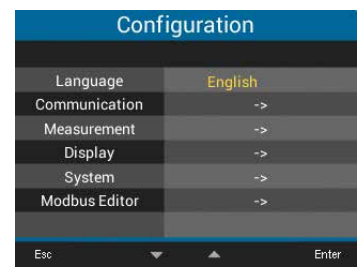 Configuration
Language English
Communication ->
Measurement ->
Display ->
System ->
Modbus Editor ->
Esc ▼ ▲ Enter